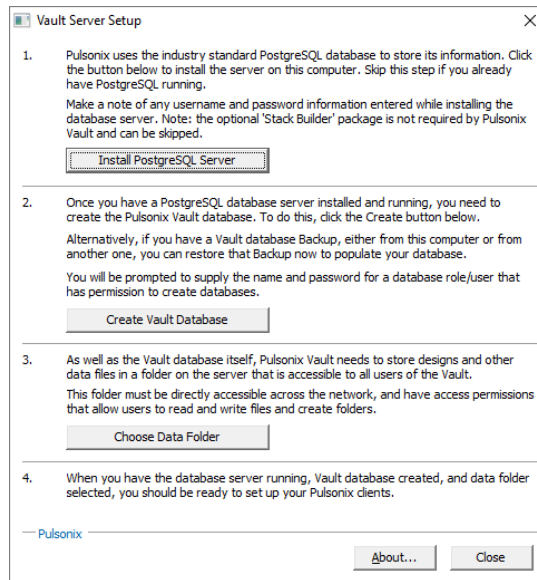 Vault Server Setup
1. Pulsonix uses the industry standard PostgreSQL database to store its information. Click
the button below to install the server on this computer. Skip this step if you already
have PostgreSQL running.
Make a note of any username and password information entered while installing the
database server. Note: the optional 'Stack Builder' package is not required by Pulsonix
Vault and can be skipped.
Install PostgreSQL Server
2. Once you have a PostgreSQL database server installed and running, you need to
create the Pulsonix Vault database. To do this, click the Create button below.
Alternatively, if you have a Vault database Backup, either from this computer or from
another one, you can restore that Backup now to populate your database.
You will be prompted to supply the name and password for a database role/user that
has permission to create databases.
Create Vault Database
3. As well as the Vault database itself, Pulsonix Vault needs to store designs and other
data files in a folder on the server that is accessible to all users of the Vault.
This folder must be directly accessible across the network, and have access permissions
that allow users to read and write files and create folders.
Choose Data Folder
4. When you have the database server running, Vault database created, and data folder
selected, you should be ready to set up your Pulsonix clients.
Pulsonix
About... Close